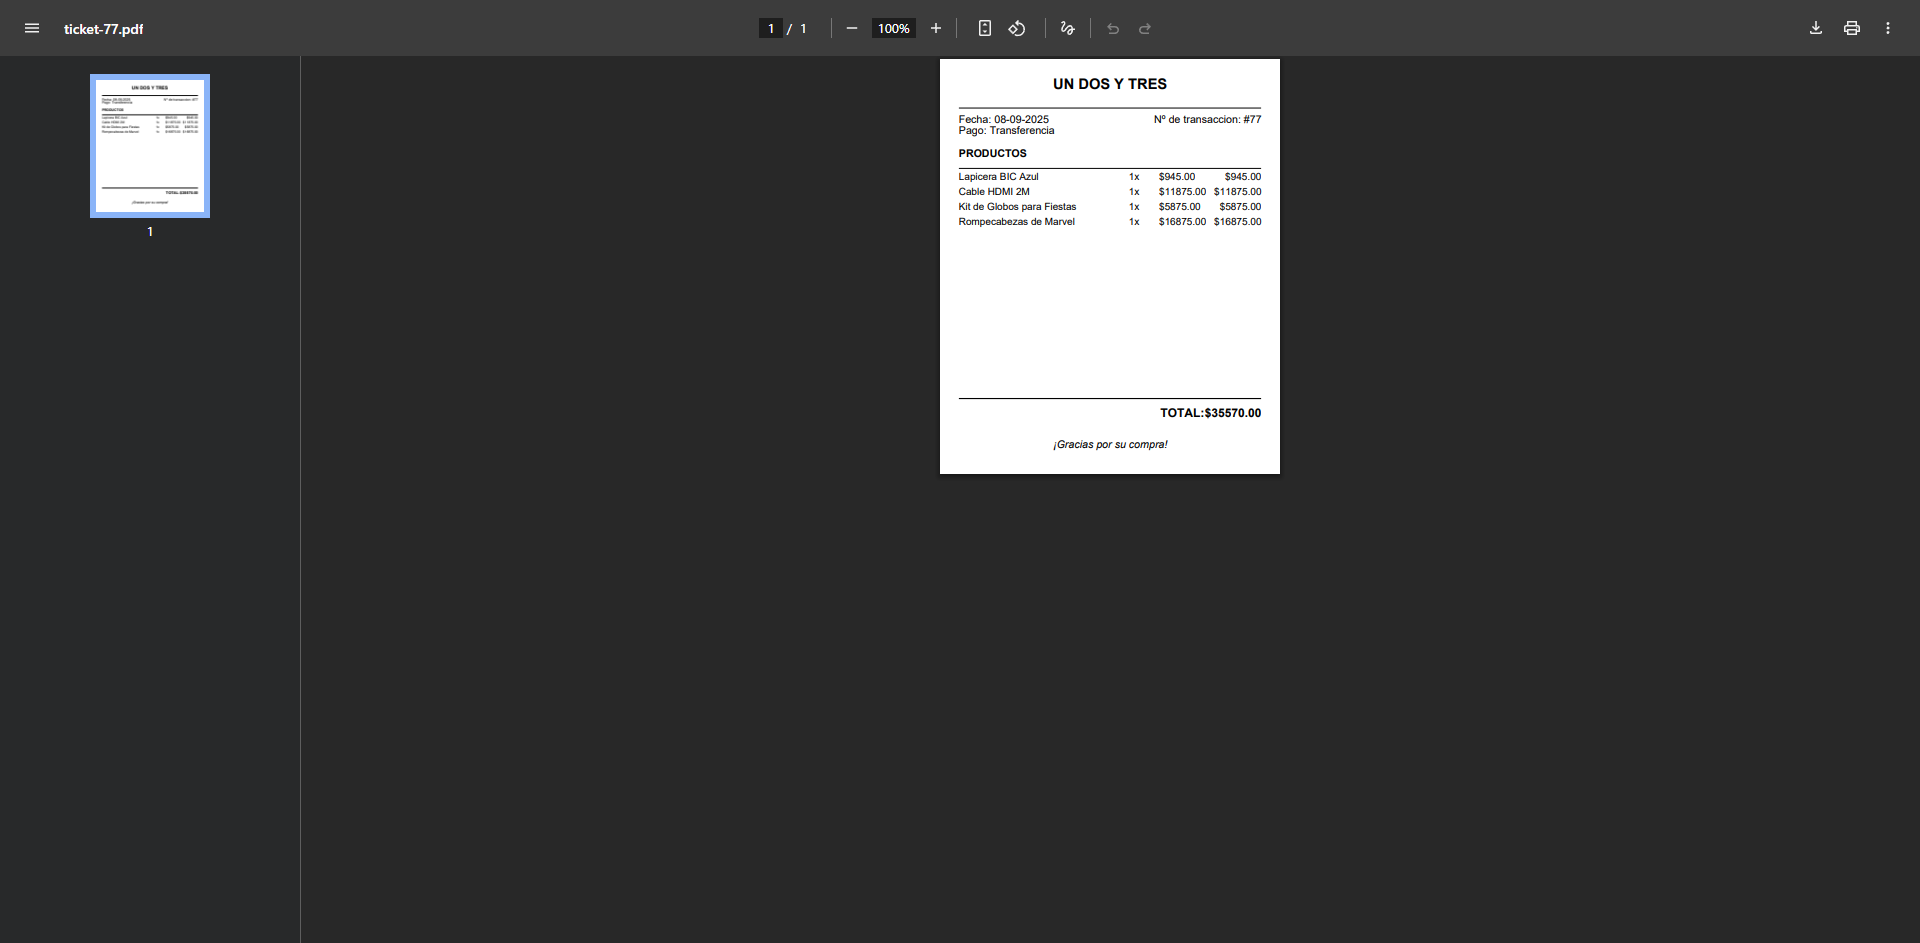 ticket-77.pdf
1 / 1
100%
1
UN DOS Y TRES
Fecha: 08-09-2025 Nº de transaccion: #77
Pago: Transferencia
PRODUCTOS
Lapicera BIC Azul 1x $945.00 $945.00
Cable HDMI 2M 1x $11875.00 $11875.00
Kit de Globos para Fiestas 1x $5875.00 $5875.00
Rompecabezas de Marvel 1x $16875.00 $16875.00
TOTAL:$35570.00
¡Gracias por su compra!